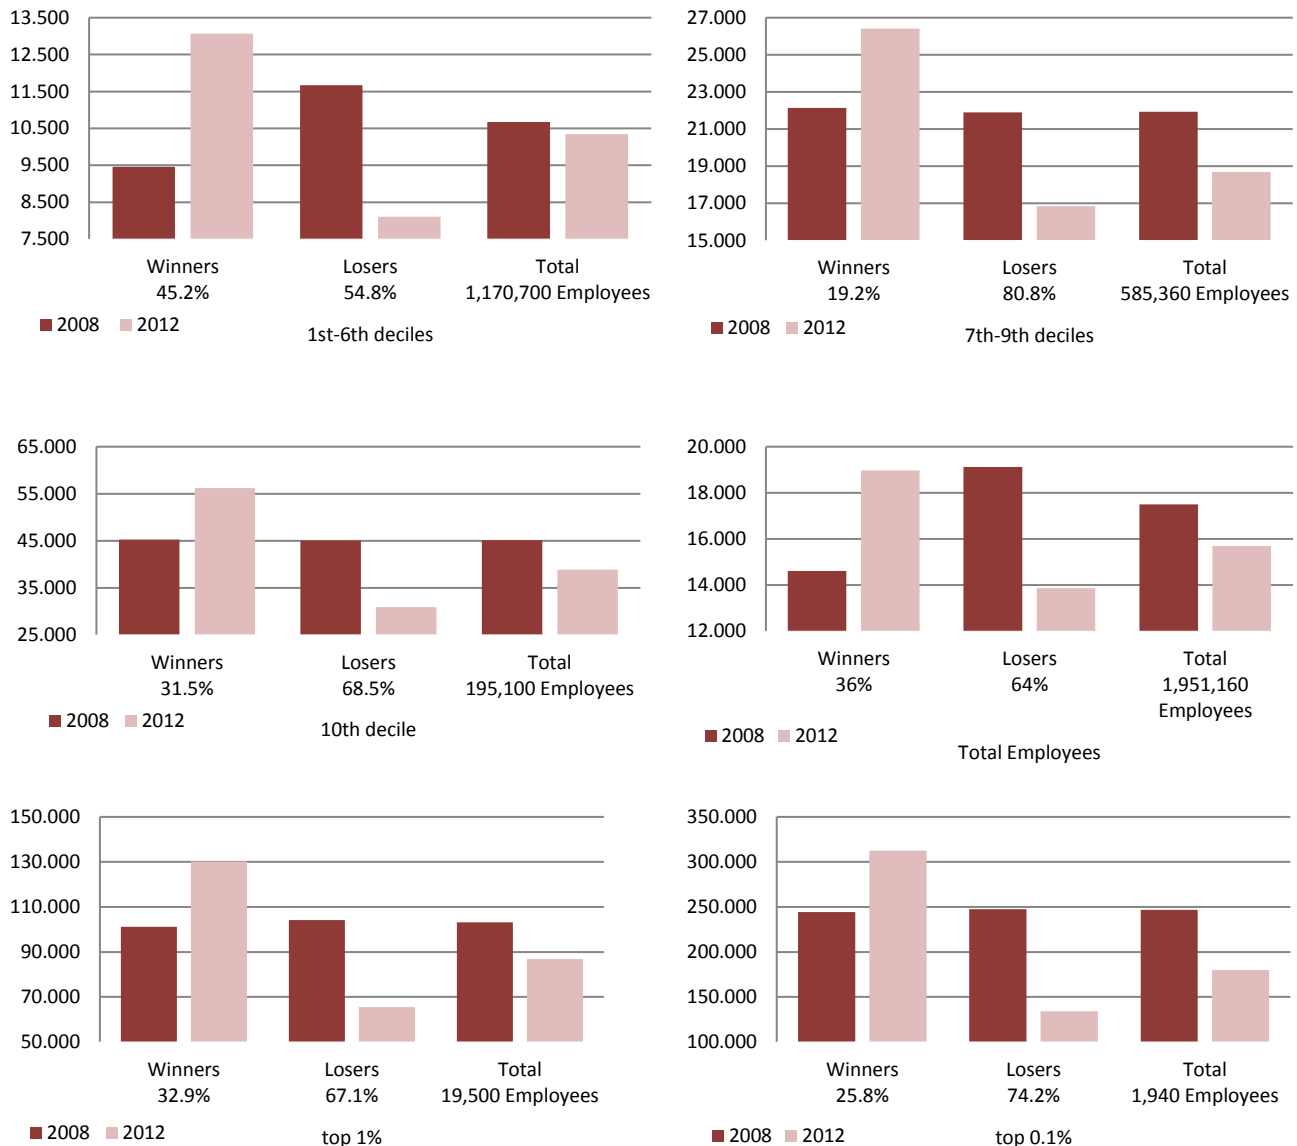 13.500
12.500
11.500
10.500
9.500
8.500
7.500
Winners Losers Total
45.2% 54.8% 1,170,700 Employees
2008 2012
1st-6th deciles
27.000
25.000
23.000
21.000
19.000
17.000
15.000
Winners Losers Total
19.2% 80.8% 585,360 Employees
2008 2012
7th-9th deciles
65.000
55.000
45.000
35.000
25.000
Winners Losers Total
31.5% 68.5% 195,100 Employees
2008 2012
10th decile
20.000
18.000
16.000
14.000
12.000
Winners Losers Total
36% 64% 1,951,160
Employees
2008 2012
Total Employees
150.000
130.000
110.000
90.000
70.000
50.000
Winners Losers Total
32.9% 67.1% 19,500 Employees
2008 2012
top 1%
350.000
300.000
250.000
200.000
150.000
100.000
Winners Losers Total
25.8% 74.2% 1,940 Employees
2008 2012
top 0.1%